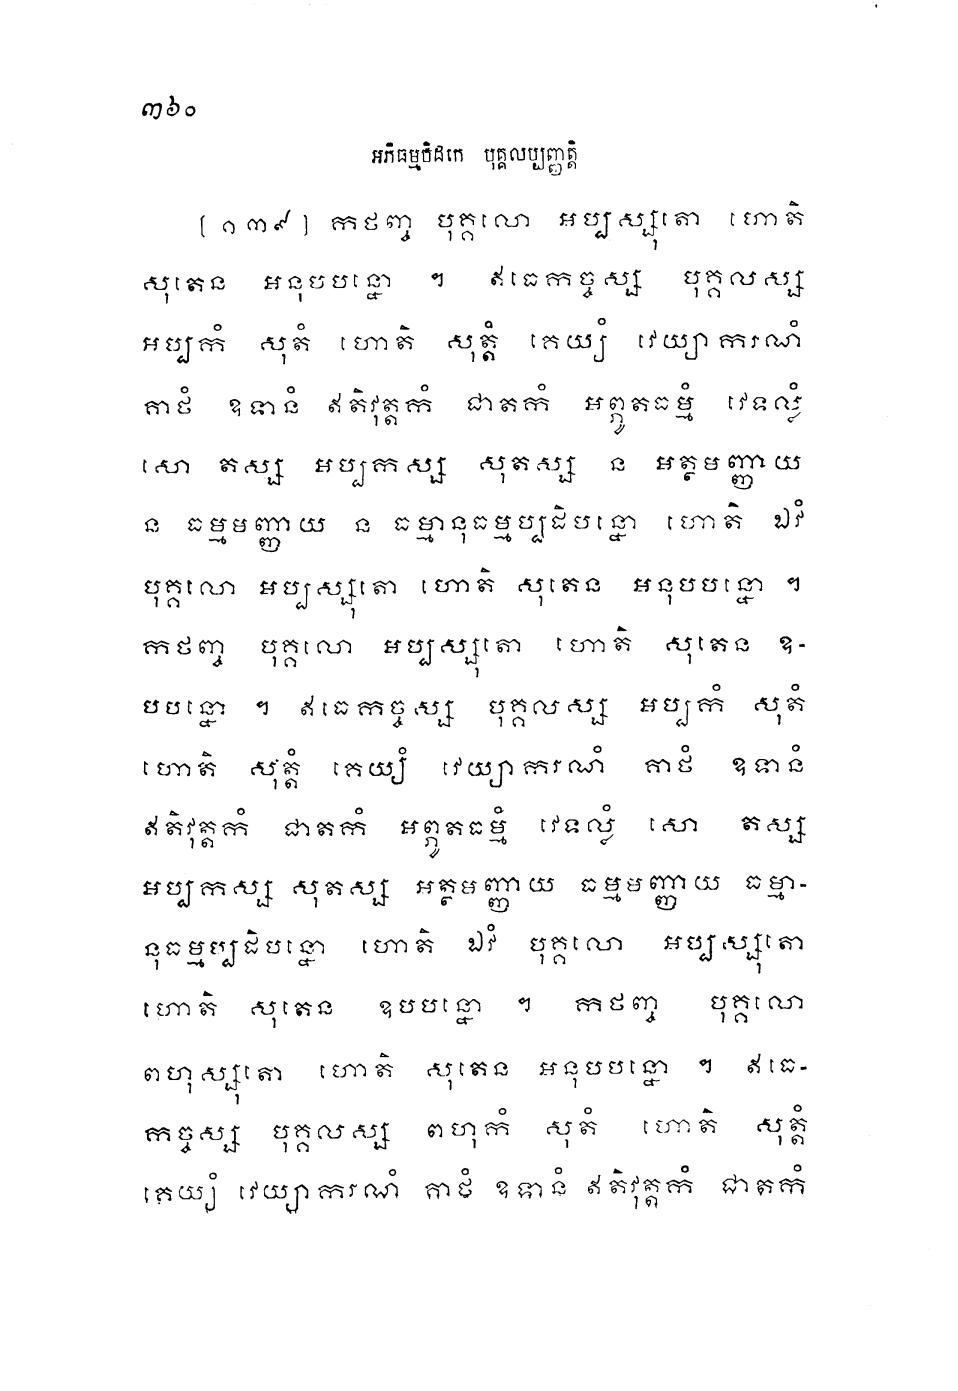 ៣៦០
អភិធម្មបិដកេ បុគ្គលប្បញ្ញត្តិ
[១៣៩] កថញ្ច បុគ្គលោ អប្បស្សុតោ ហោតិ
សុតេន អនុបបន្នោ ។ ឥធេកច្ចស្ស បុគ្គលស្ស
អប្បកំ សុតំ ហោតិ សុត្តំ គេយ្យំ វេយ្យាករណំ
គាថំ ឧទានំ ឥតិវុត្តកំ ជាតកំ អព្ភូតធម្មំ វេទល្លំ
សោ តស្ស អប្បកស្ស សុតស្ស ន អត្ថមញ្ញាយ
ន ធម្មមញ្ញាយ ន ធម្មានុធម្មប្បដិបន្នោ ហោតិ ឯវំ
បុគ្គលោ អប្បស្សុតោ ហោតិ សុតេន អនុបបន្នោ ។
កថញ្ច បុគ្គលោ អប្បស្សុតោ ហោតិ សុតេន ឧ-
បបន្នោ ។ ឥធេកច្ចស្ស បុគ្គលស្ស អប្បកំ សុតំ
ហោតិ សុត្តំ គេយ្យំ វេយ្យាករណំ គាថំ ឧទានំ
ឥតិវុត្តកំ ជាតកំ អព្ភូតធម្មំ វេទល្លំ សោ តស្ស
អប្បកស្ស សុតស្ស អត្ថមញ្ញាយ ធម្មមញ្ញាយ ធម្មា-
នុធម្មប្បដិបន្នោ ហោតិ ឯវំ បុគ្គលោ អប្បស្សុតោ
ហោតិ សុតេន ឧបបន្នោ ។ កថញ្ច បុគ្គលោ
ពហុស្សុតោ ហោតិ សុតេន អនុបបន្នោ ។ ឥធេ-
កច្ចស្ស បុគ្គលស្ស ពហុកំ សុតំ ហោតិ សុត្តំ
គេយ្យំ វេយ្យាករណំ គាថំ ឧទានំ ឥតិវុត្តកំ ជាតកំ